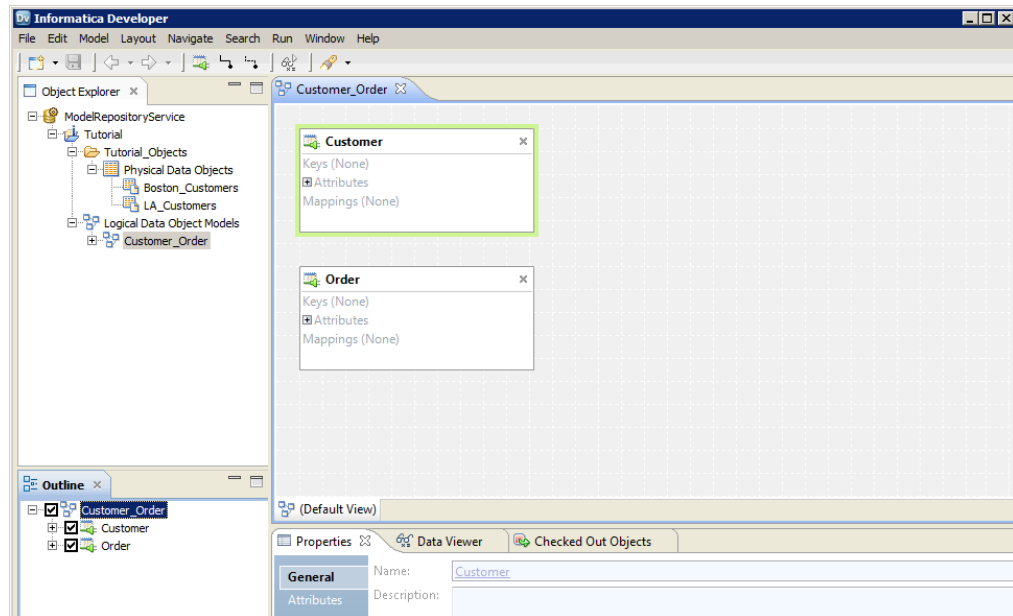 Dv Informatica Developer
File Edit Model Layout Navigate Search Run Window Help
Object Explorer
ModelRepositoryService
Tutorial
Tutorial_Objects
Physical Data Objects
Boston_Customers
LA_Customers
Logical Data Object Models
Customer_Order
Customer_Order
Customer
Keys (None)
Attributes
Mappings (None)
Order
Keys (None)
Attributes
Mappings (None)
(Default View)
Outline
Customer_Order
Customer
Order
Properties Data Viewer Checked Out Objects
General
Attributes
Name: Customer
Description: